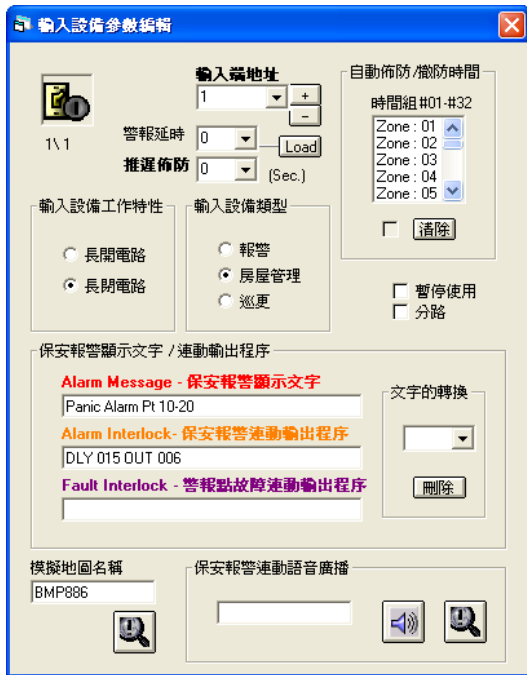 輸入設備參數編輯
輸入端地址
1
+
-
1\ 1
警報延時
0
Load
推遲佈防
0
(Sec.)
自動佈防/撤防時間
時間組#01-#32
Zone : 01
Zone : 02
Zone : 03
Zone : 04
Zone : 05
清除
輸入設備工作特性
長開電路
長閉電路
輸入設備類型
報警
房屋管理
巡更
暫停使用
分路
保安報警顯示文字 / 連動輸出程序
Alarm Message - 保安報警顯示文字
Panic Alarm Pt 10-20
Alarm Interlock- 保安報警連動輸出程序
DLY 015 OUT 006
Fault Interlock - 警報點故障連動輸出程序
文字的轉換
刪除
模擬地圖名稱
BMP886
保安報警連動語音廣播